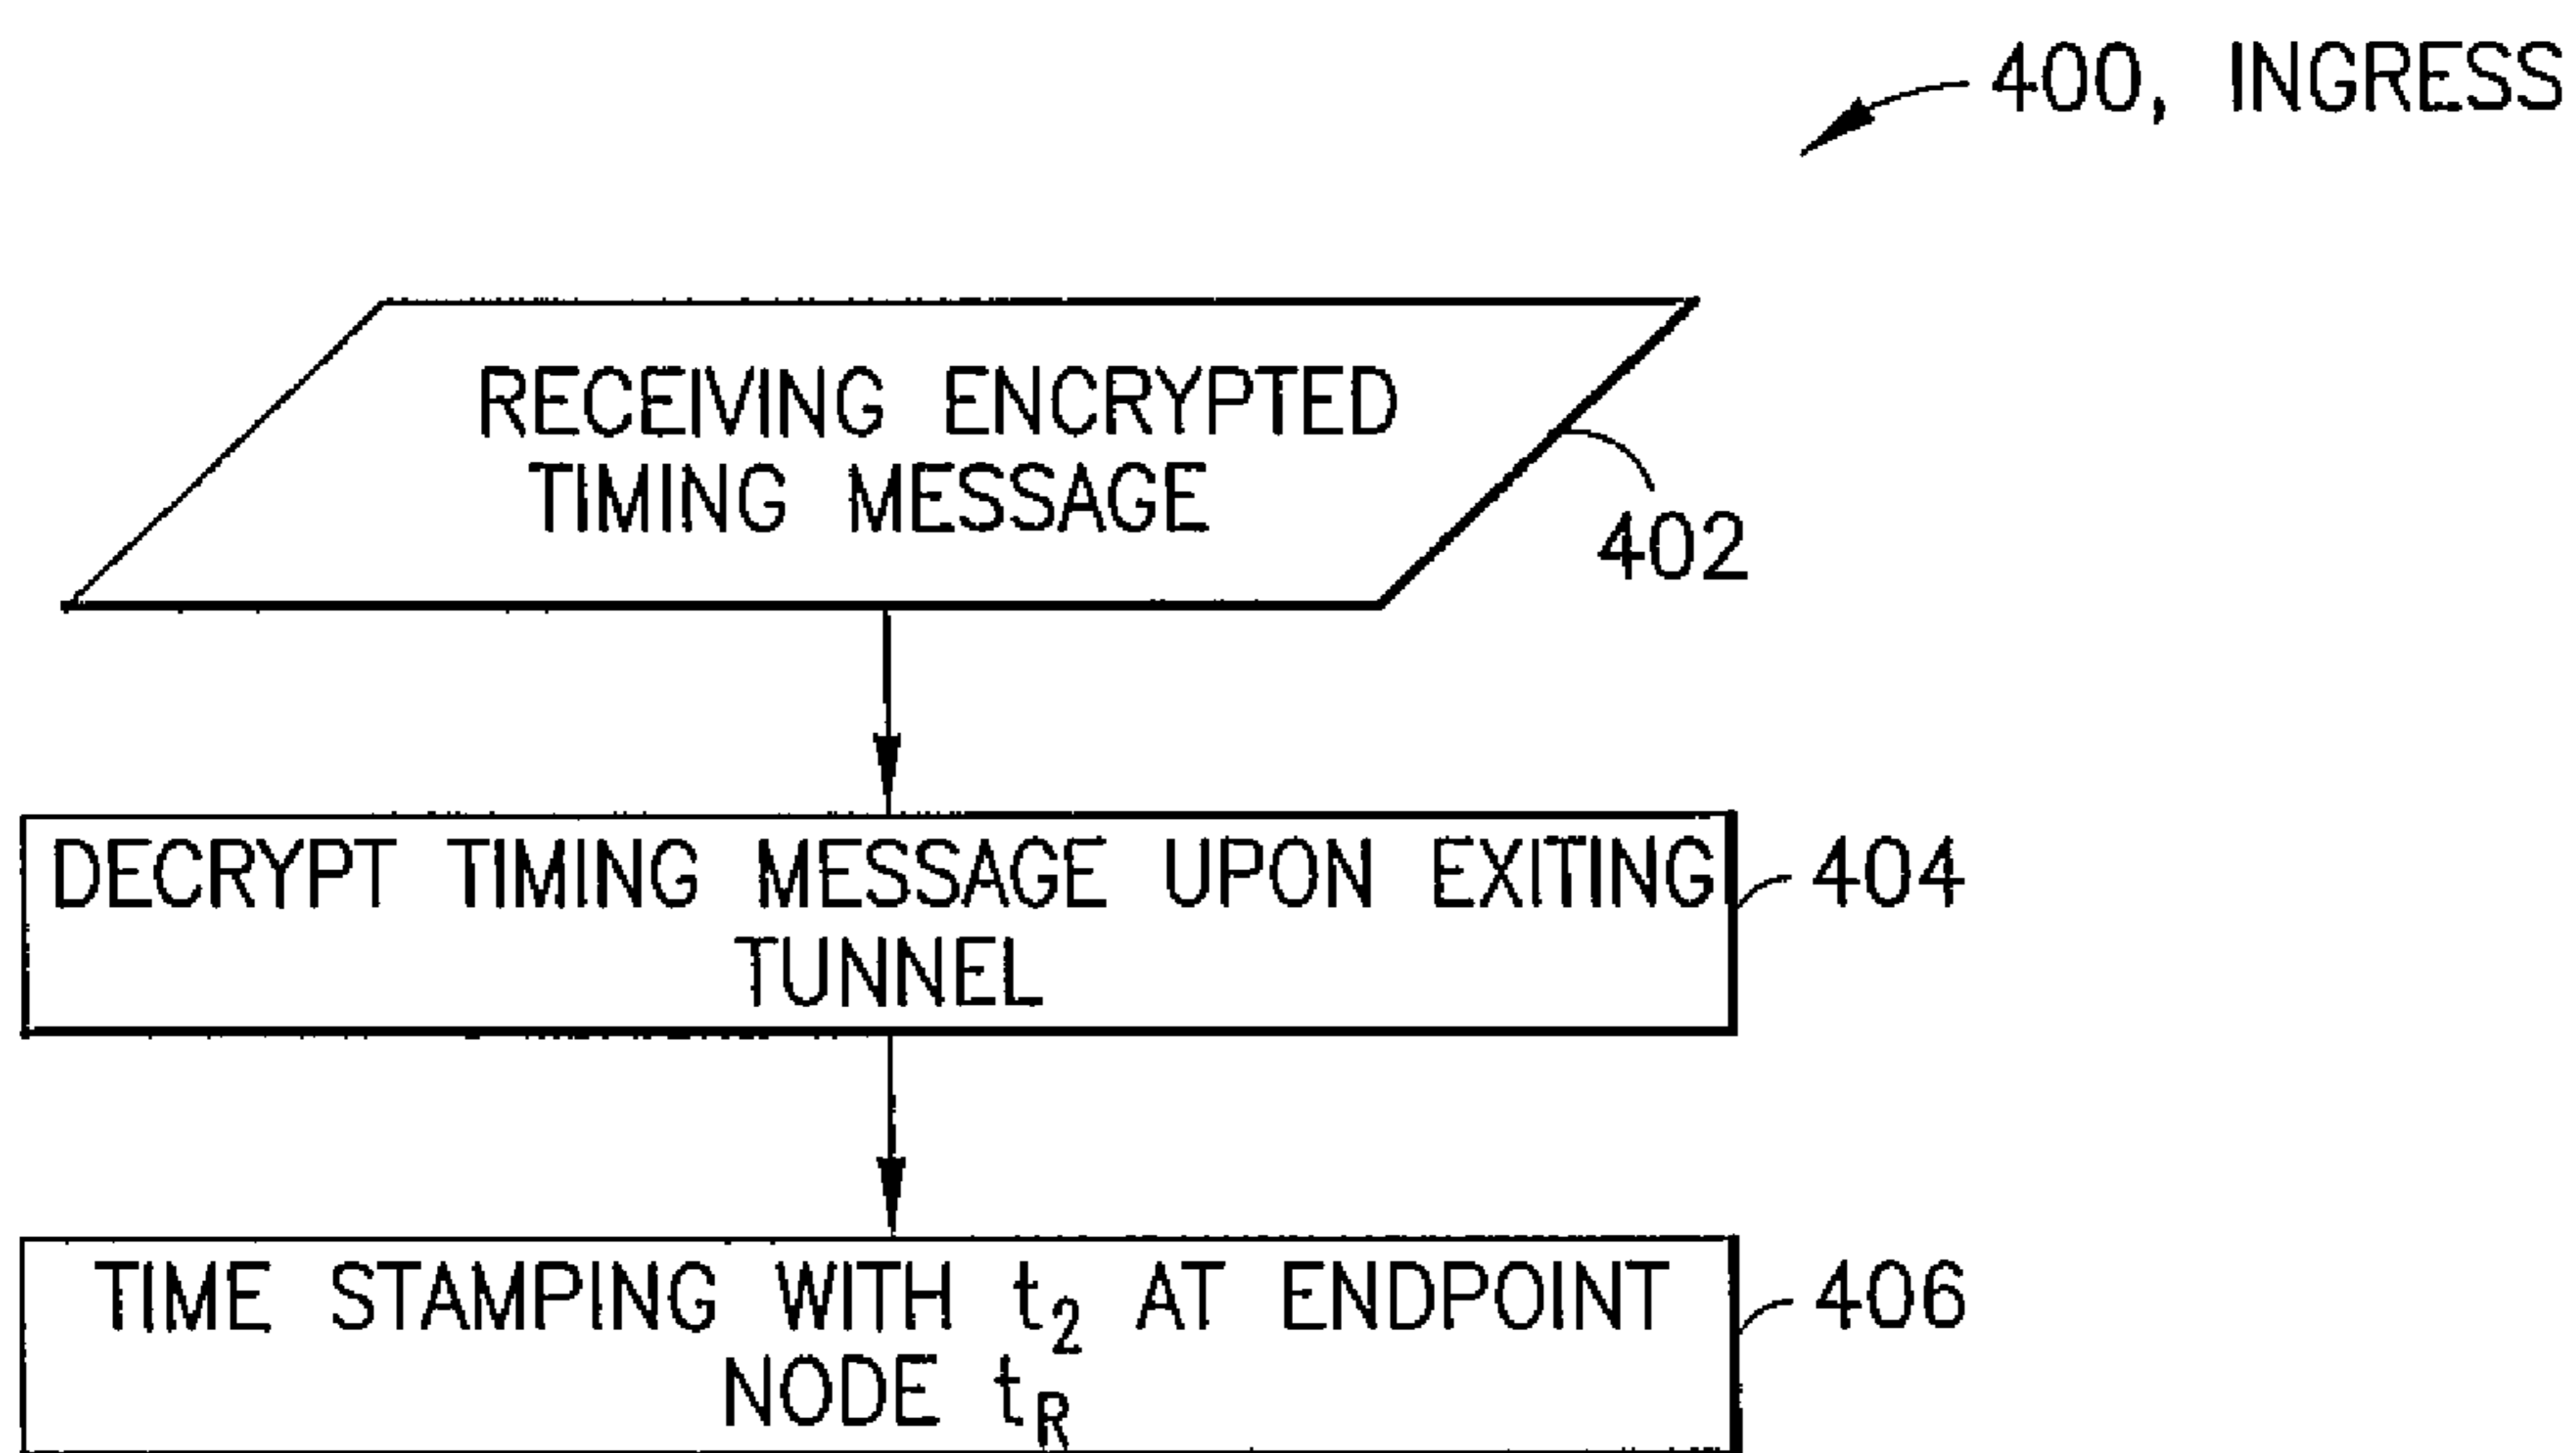 400, INGRESS
RECEIVING ENCRYPTED
TIMING MESSAGE
402
DECRYPT TIMING MESSAGE UPON EXITING
TUNNEL
404
TIME STAMPING WITH t₂ AT ENDPOINT
NODE t_R
406